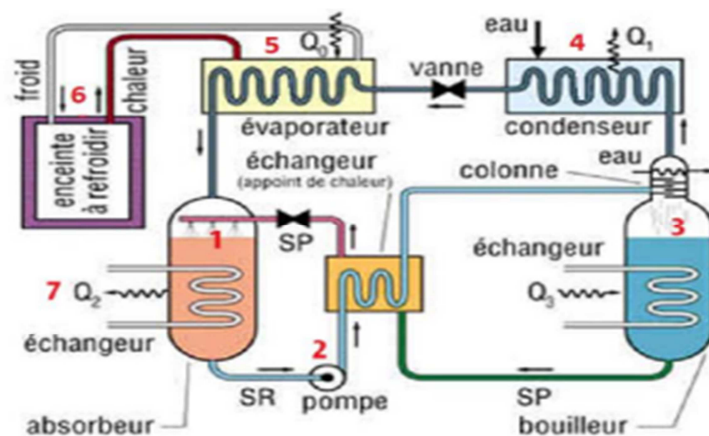 5
Q₀
eau
4
Q₁
froid
6
chaleur
vanne
évaporateur
condenseur
enceinte
à refroidir
échangeur
(appoint de chaleur)
colonne
eau
1
SP
3
échangeur
7 Q₂
Q₃
échangeur
2
SR
pompe
SP
absorbeur
bouilleur